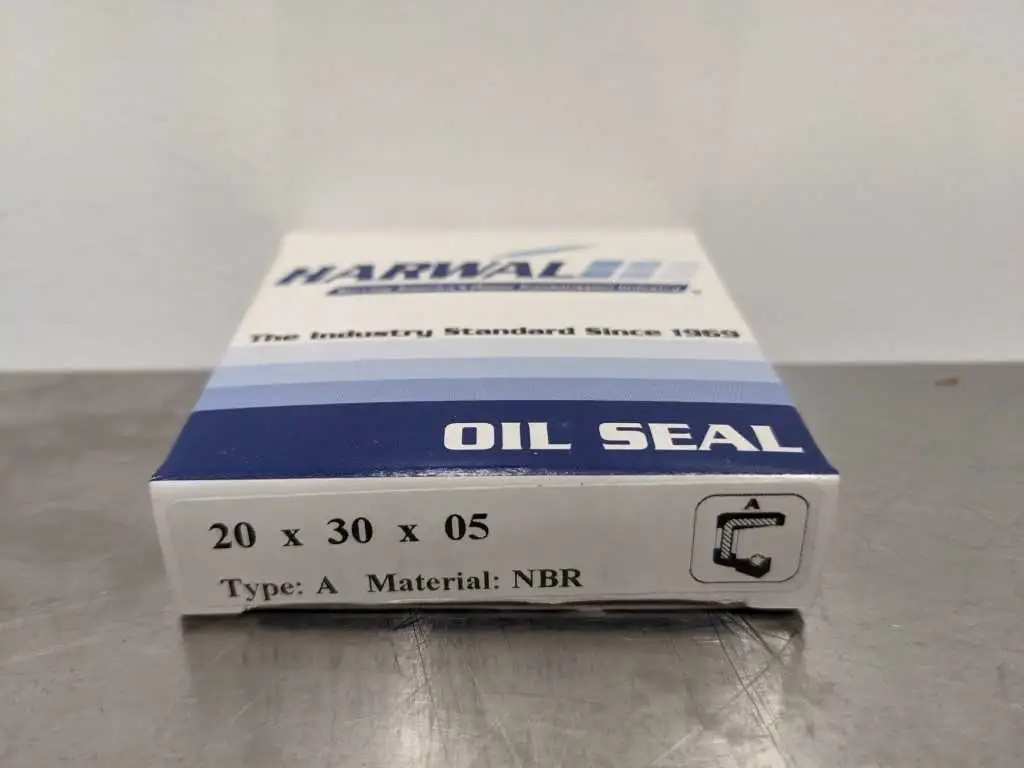 HARWAL
The Industry Standard Since 1969
OIL SEAL
20 x 30 x 05
A
Type: A Material: NBR